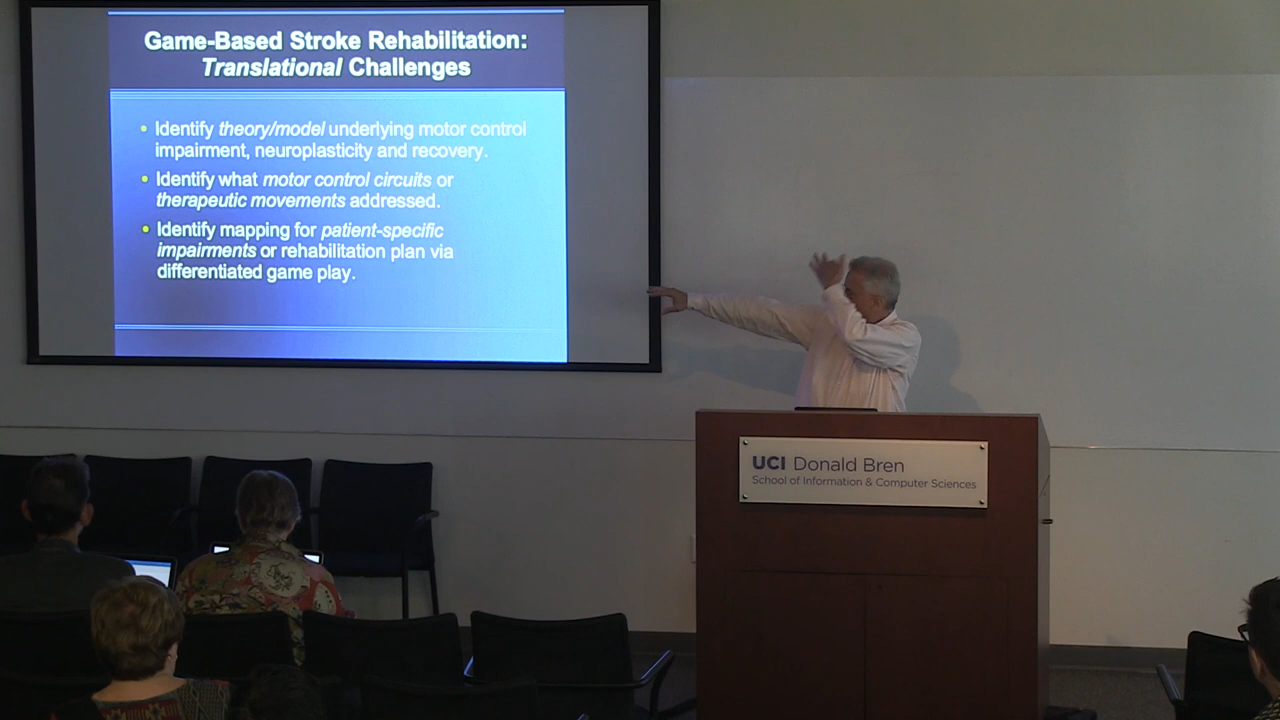 Game-Based Stroke Rehabilitation:
Translational Challenges
• Identify theory/model underlying motor control
impairment, neuroplasticity and recovery.
• Identify what motor control circuits or
therapeutic movements addressed.
• Identify mapping for patient-specific
impairments or rehabilitation plan via
differentiated game play.
UCI Donald Bren
School of Information & Computer Sciences